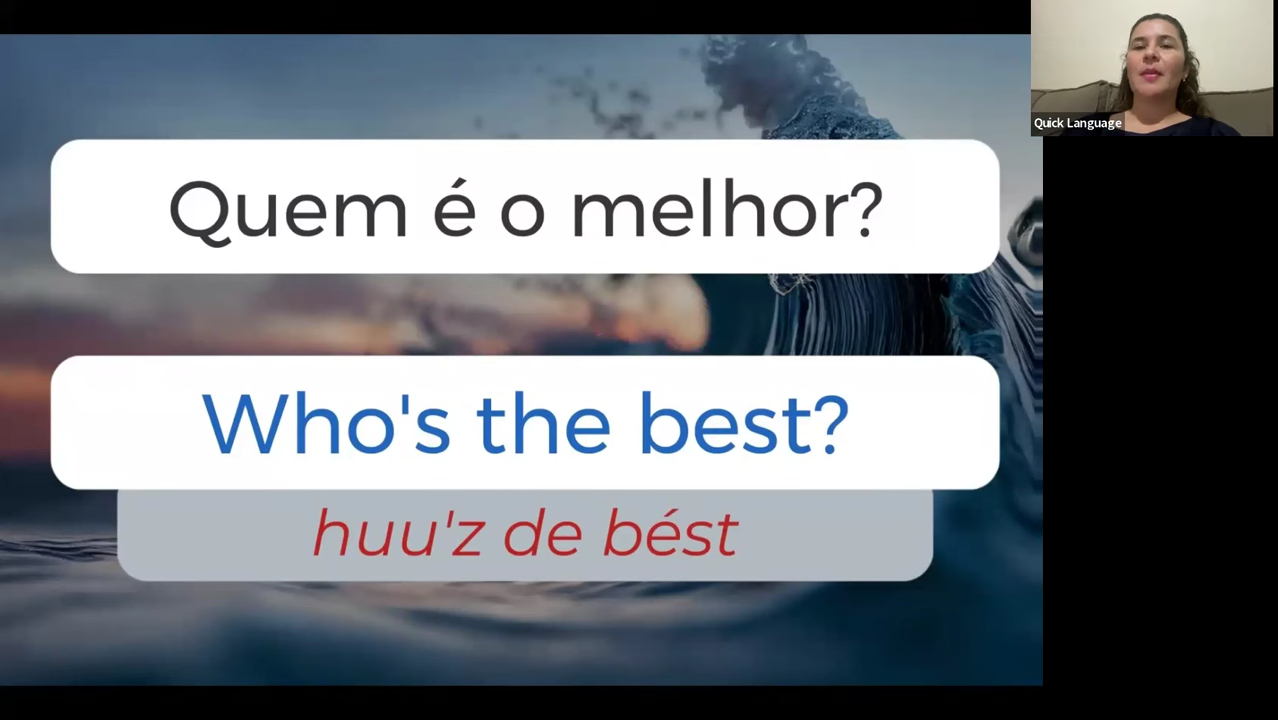 Quem é o melhor?
Who's the best?
huu'z de bést
Quick Language